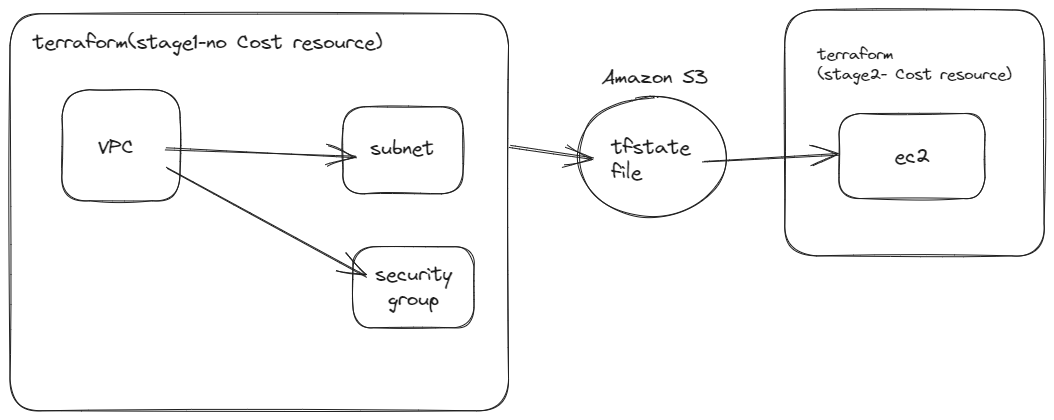 terraform(stage1-no Cost resource)
VPC
subnet
security
group
Amazon S3
tfstate
file
terraform
(stage2- Cost resource)
ec2